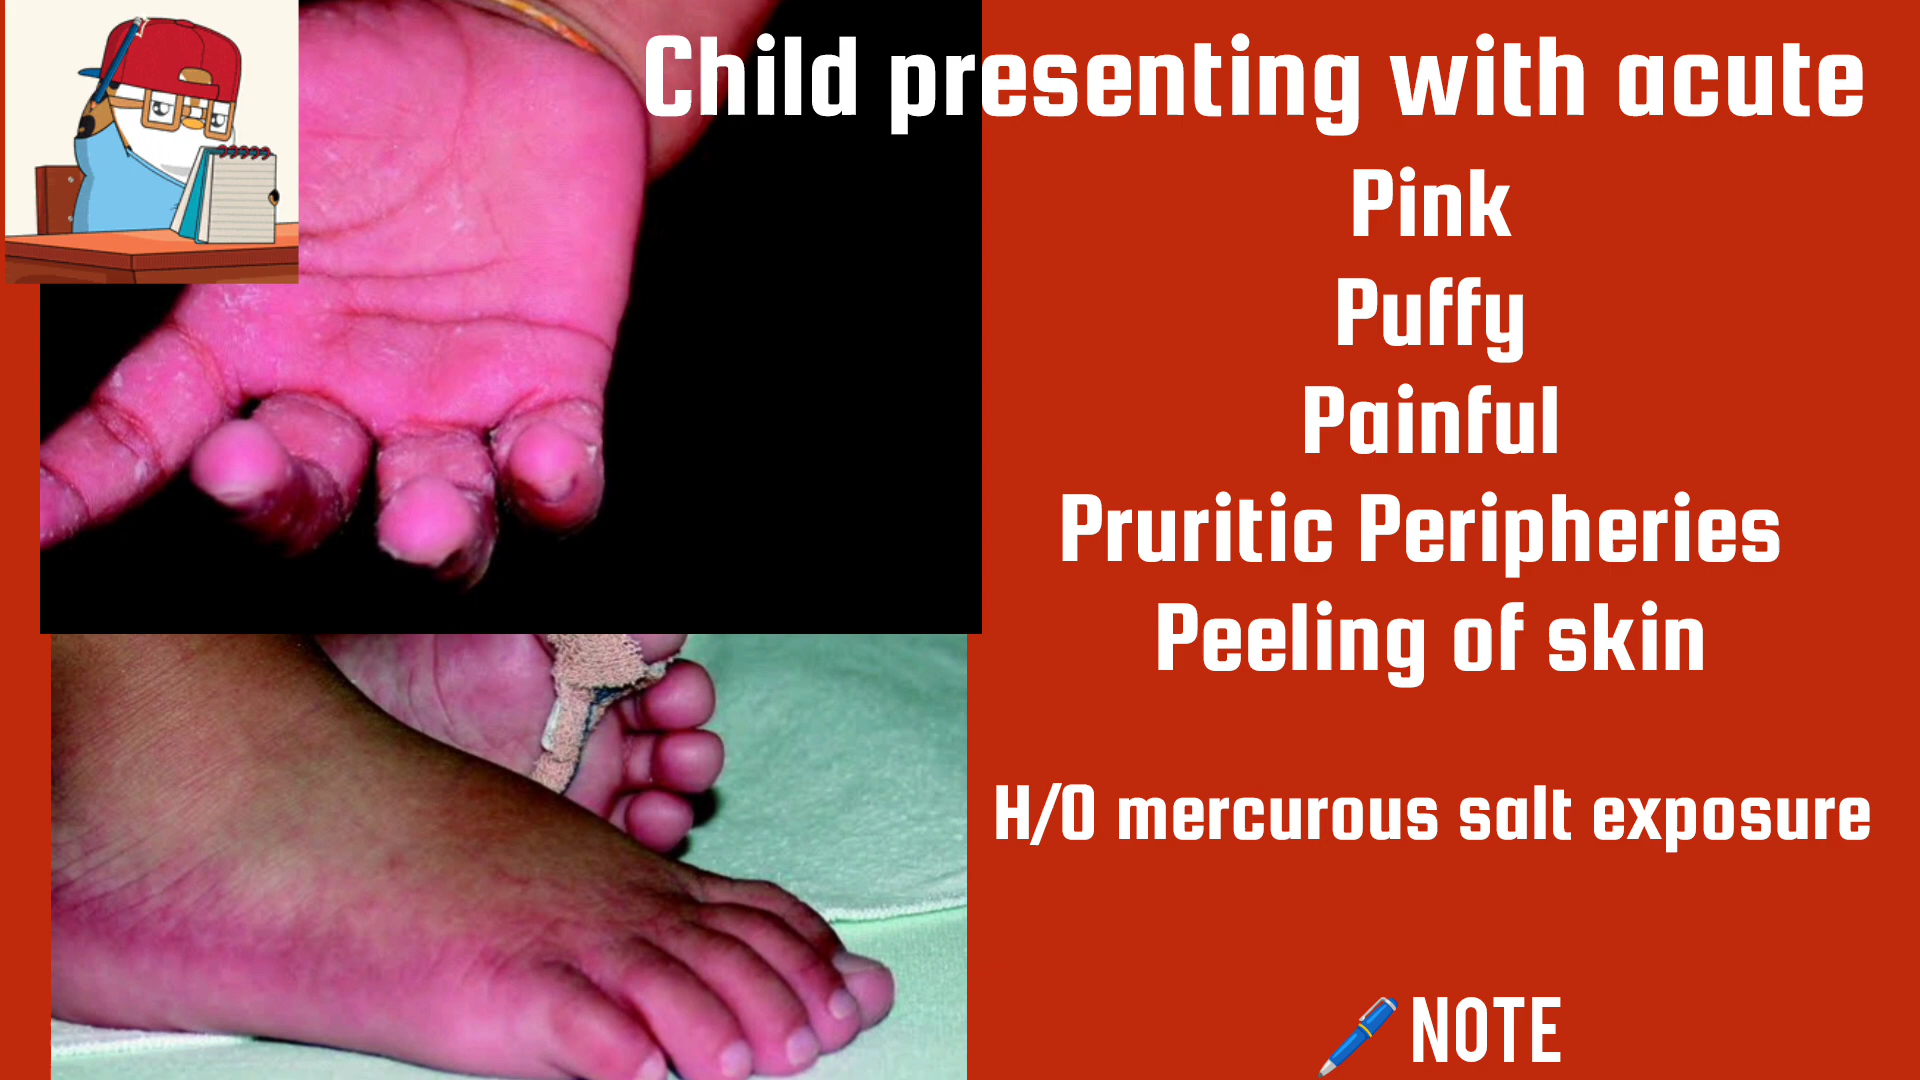 Child presenting with acute
Pink
Puffy
Painful
Pruritic Peripheries
Peeling of skin
H/O mercurous salt exposure
🖊️ NOTE